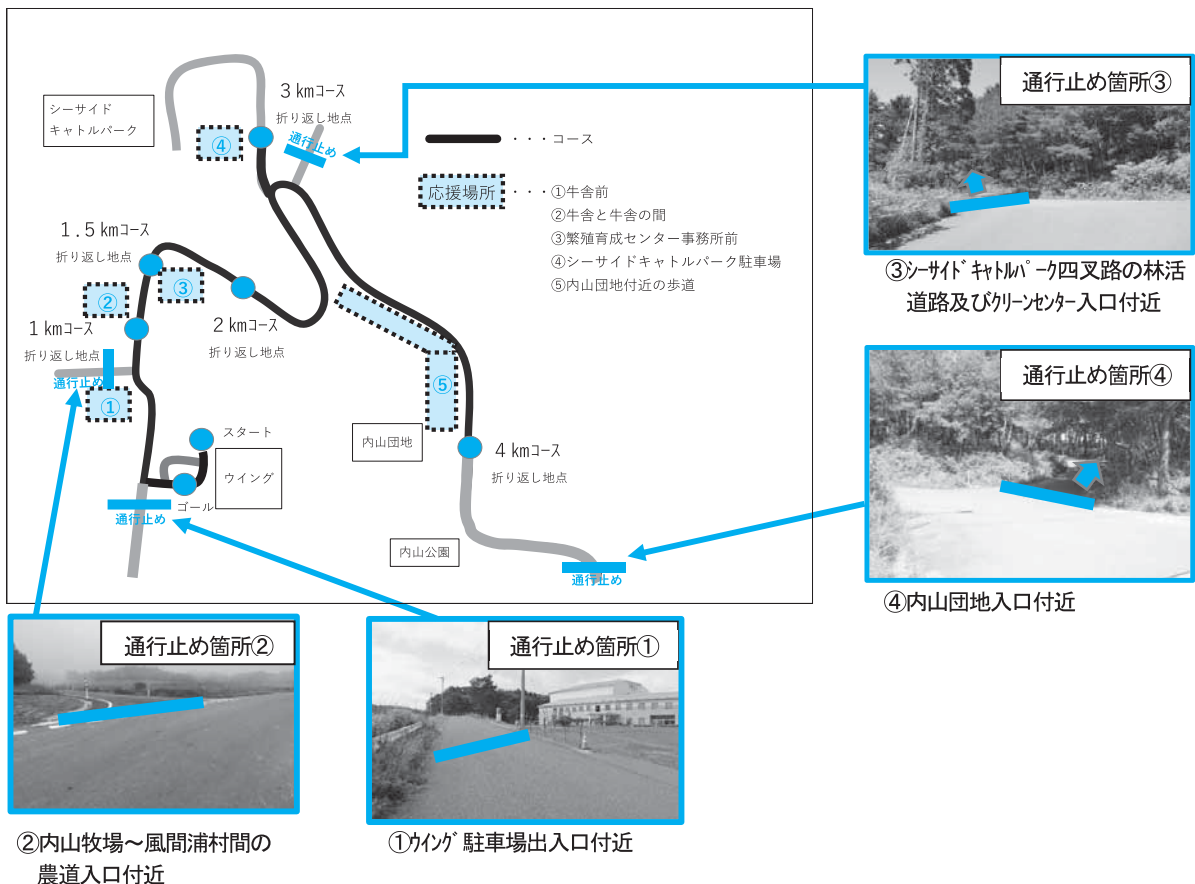 シーサイド
キャトルパーク
3 kmコース
折り返し地点
通行止め
④
・・・コース
応援場所
・・・①牛舎前
②牛舎と牛舎の間
③繁殖育成センター事務所前
④シーサイドキャトルパーク駐車場
⑤内山団地付近の歩道
1.5 kmコース
折り返し地点
③
②
2 kmコース
折り返し地点
1 kmコース
折り返し地点
通行止め
①
⑤
スタート
ウイング
ゴール
通行止め
内山団地
4 kmコース
折り返し地点
内山公園
通行止め
通行止め箇所③
③シーサイドキャトルパーク四叉路の林活
道路及びクリーンセンター入口付近
通行止め箇所④
④内山団地入口付近
通行止め箇所②
②内山牧場～風間浦村間の
農道入口付近
通行止め箇所①
①ウイング駐車場出入口付近